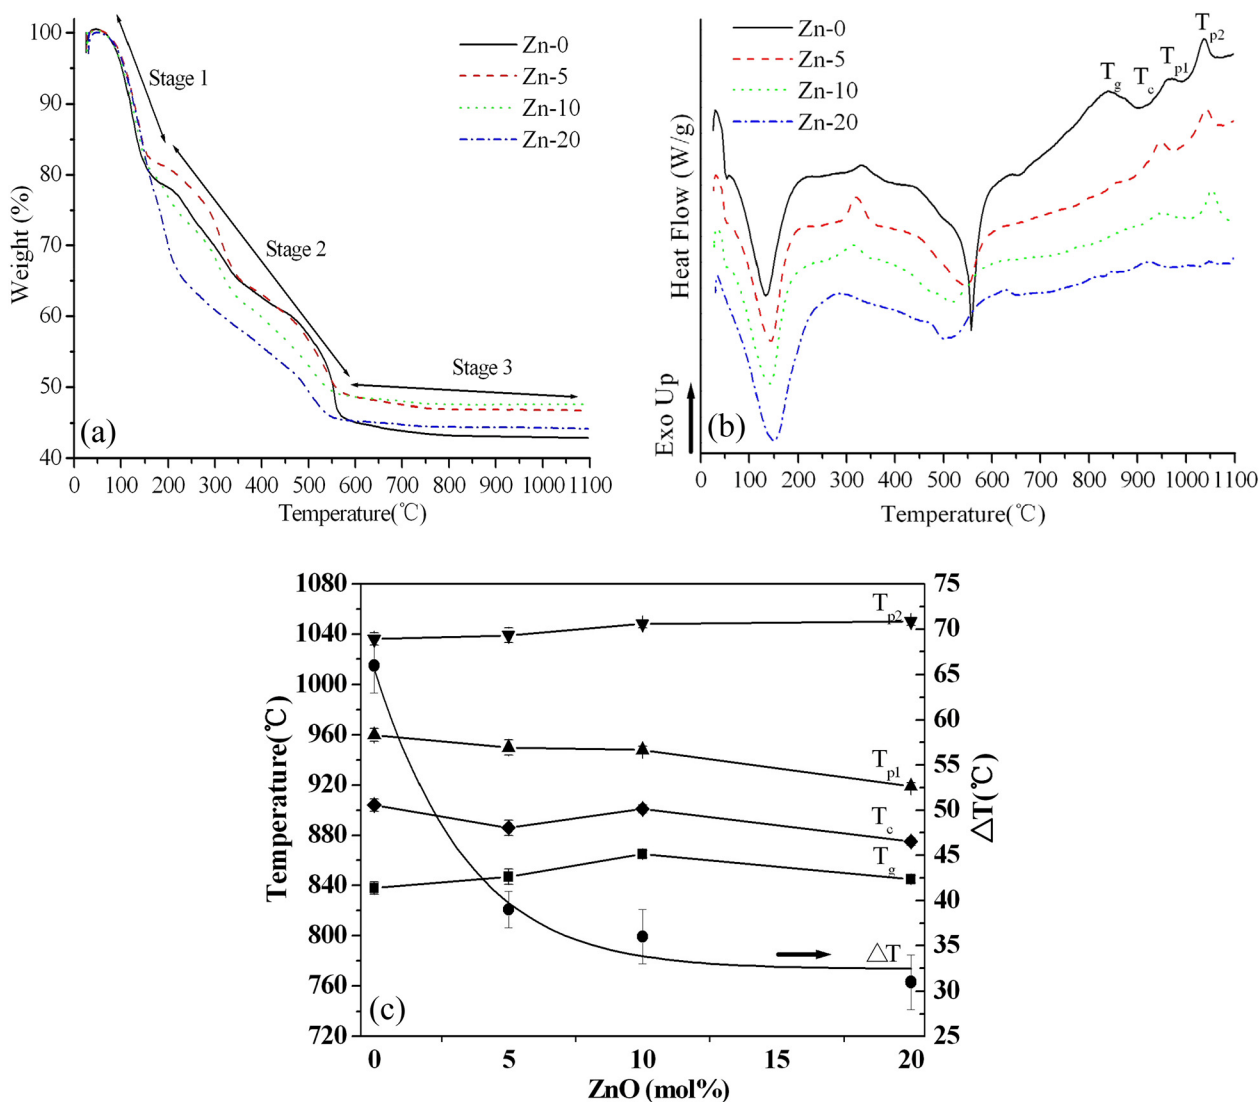 100
90
80
70
60
50
40
Weight (%)
Stage 1
Stage 2
Stage 3
Zn-0
Zn-5
Zn-10
Zn-20
(a)
0 100 200 300 400 500 600 700 800 900 1000 1100
Temperature(℃)
Heat Flow (W/g)
Exo Up
Zn-0
Zn-5
Zn-10
Zn-20
Tg
Tc
Tp1
Tp2
(b)
0 100 200 300 400 500 600 700 800 900 1000 1100
Temperature(℃)
1080
1040
1000
960
920
880
840
800
760
720
Temperature(℃)
Tp2
Tp1
Tc
Tg
△T
(c)
75
70
65
60
55
50
45
40
35
30
25
△T(℃)
0 5 10 15 20
ZnO (mol%)